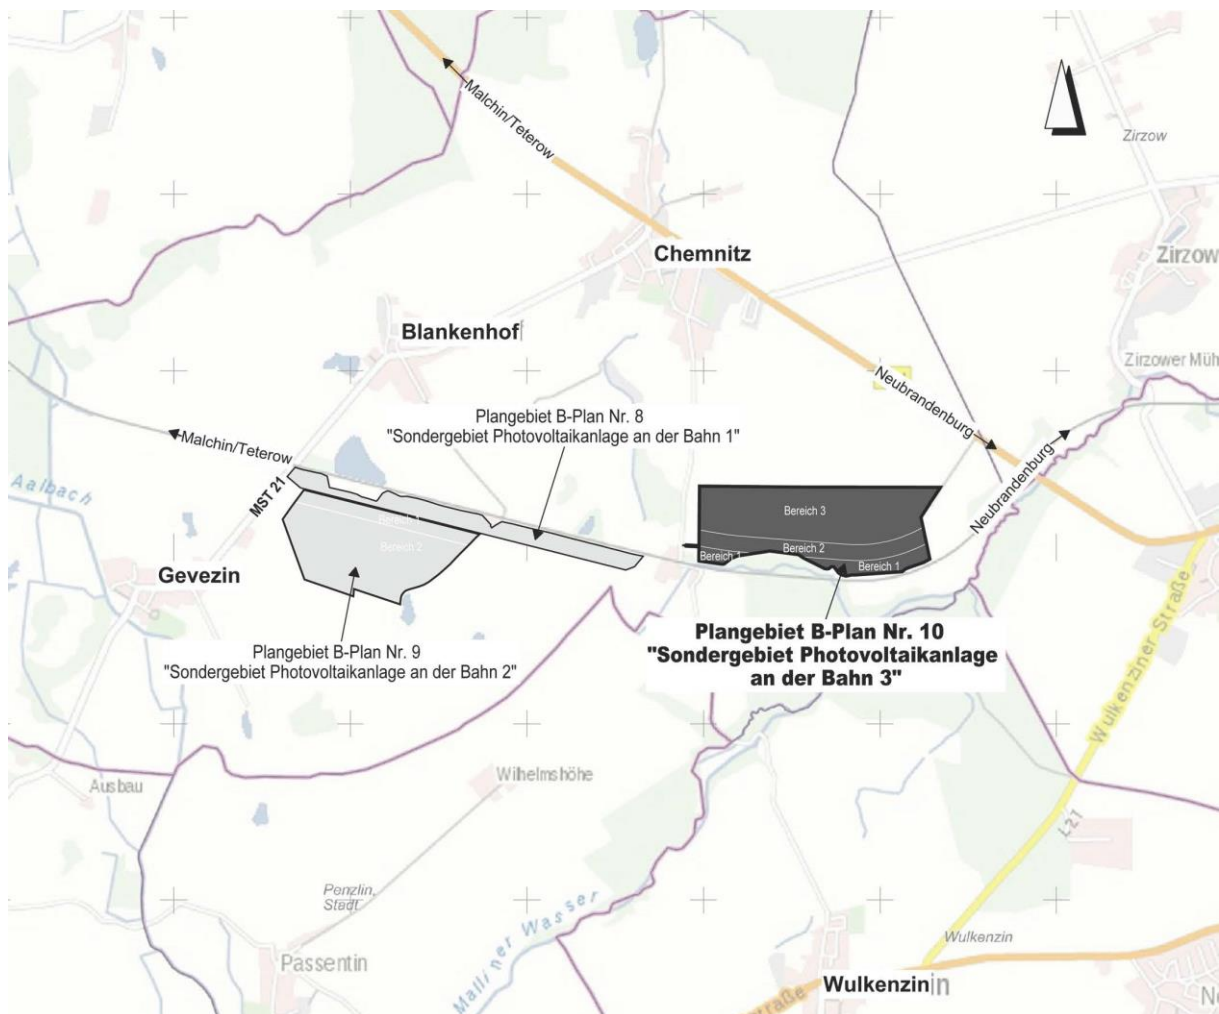 Malchin/Teterow
Zirzow
Chemnitz
Zirzow
Blankenhof
Zirzower Müh
Neubrandenburg
Plangebiet B-Plan Nr. 8
"Sondergebiet Photovoltaikanlage an der Bahn 1"
Malchin/Teterow
Neubrandenburg
Aalbach
MST 21
Bereich 1
Bereich 2
Bereich 3
Bereich 2
Bereich 1
Bereich 1
Gevezin
Plangebiet B-Plan Nr. 9
"Sondergebiet Photovoltaikanlage an der Bahn 2"
Plangebiet B-Plan Nr. 10
"Sondergebiet Photovoltaikanlage
an der Bahn 3"
Wulkenziner Straße
Ausbau
Wilhelmshöhe
L27
Penzlin,
Stadt
Malliner Wasser
Wulkenzin
Passentin
Wulkenzin
straße